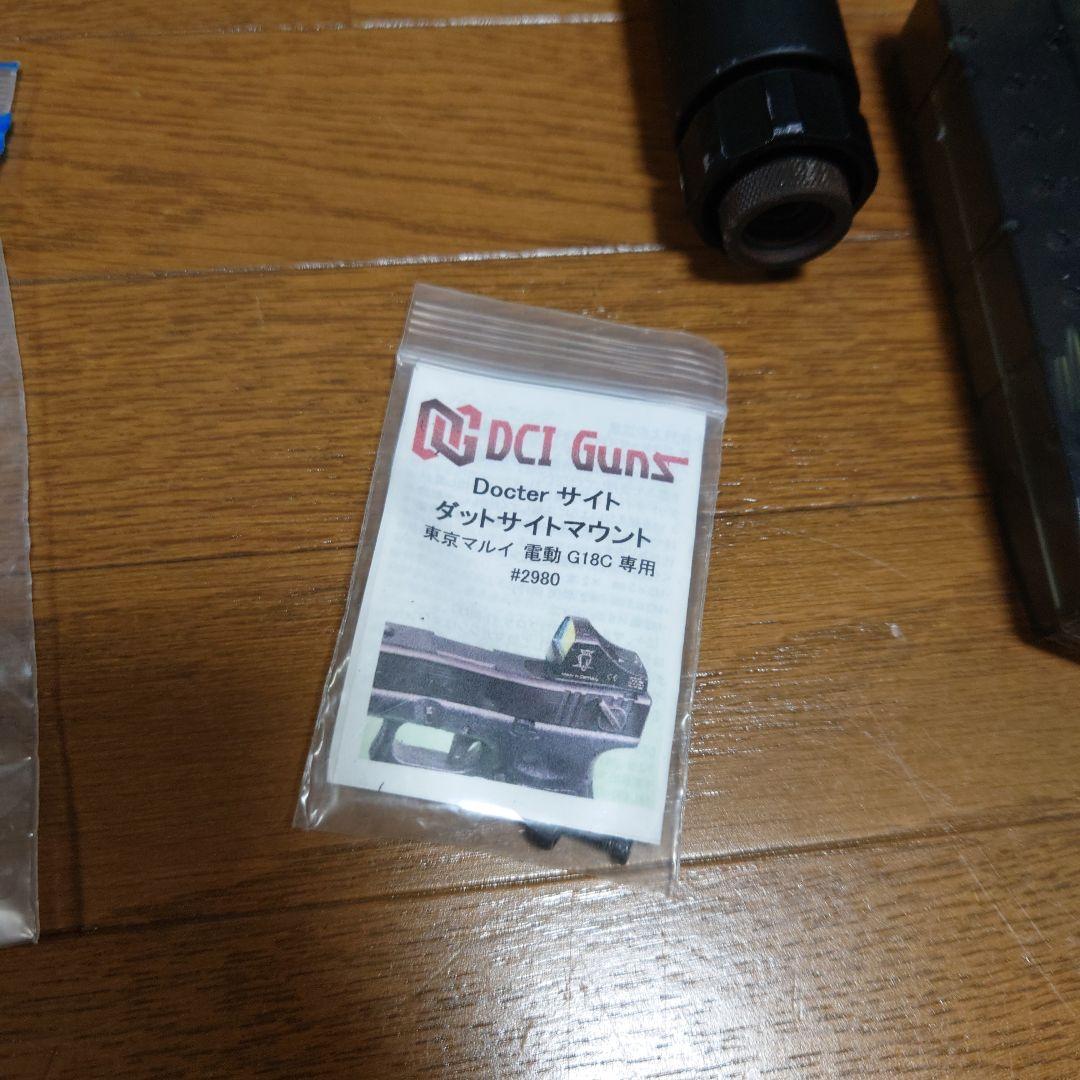 DCI Guns
Docter サイト
ダットサイトマウント
東京マルイ 電動 G18C 専用
#2980